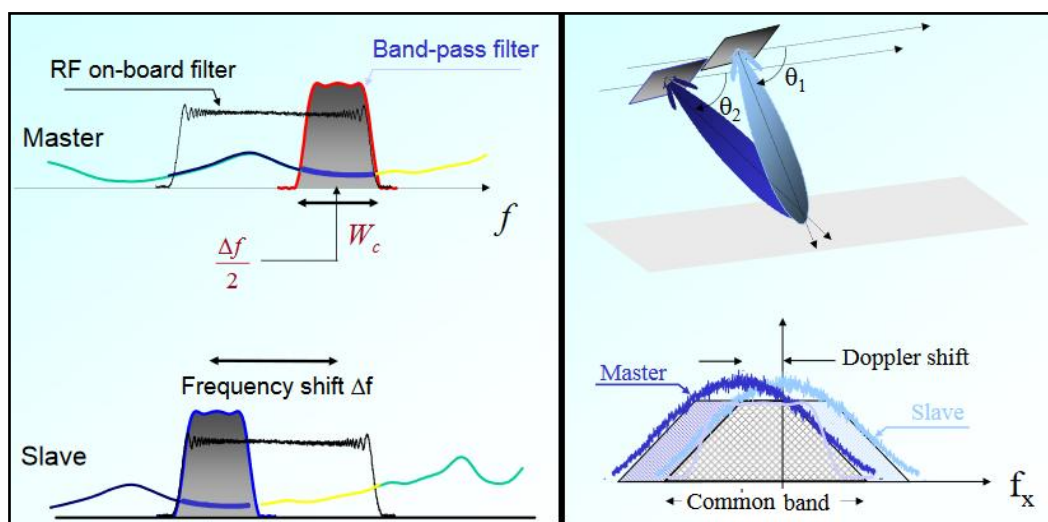 Band-pass filter
RF on-board filter
Master
f
W_c
Δf
2
Frequency shift Δf
Slave
θ₁
θ₂
Doppler shift
Master
Slave
Common band
f_x